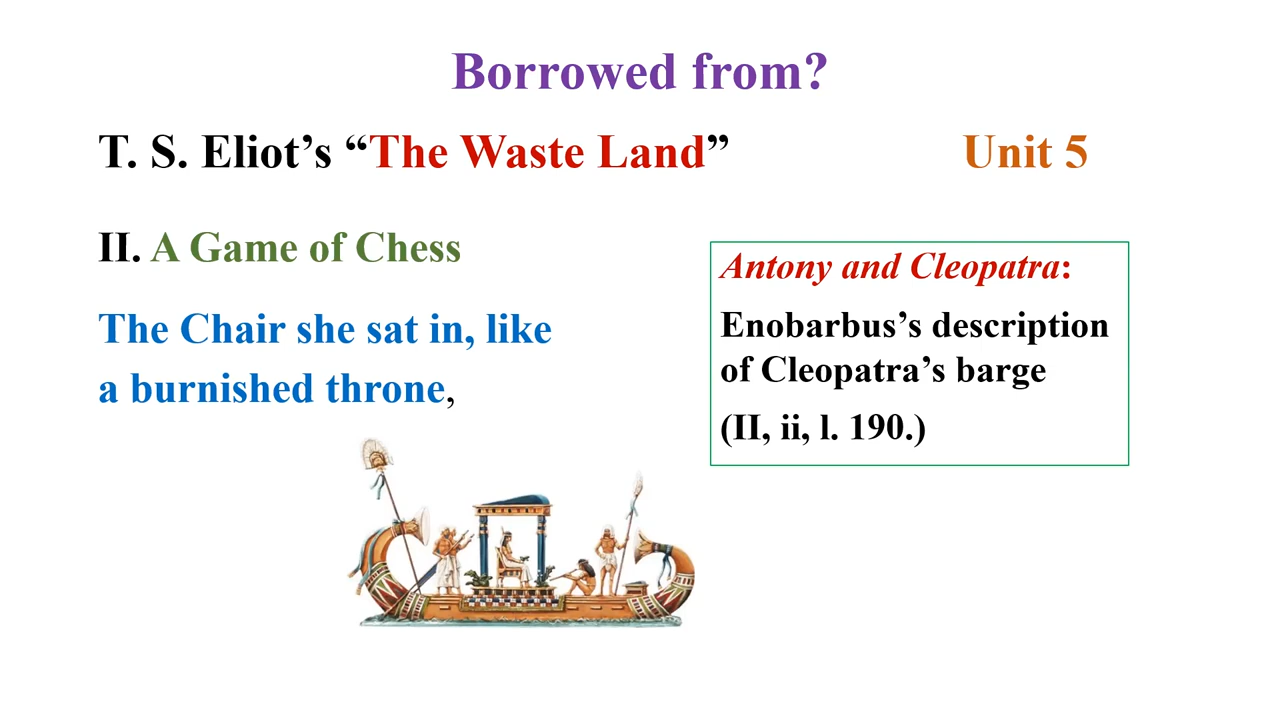 Borrowed from?
T. S. Eliot’s “The Waste Land”
Unit 5
II. A Game of Chess
The Chair she sat in, like
a burnished throne,
Antony and Cleopatra:
Enobarbus’s description
of Cleopatra’s barge
(II, ii, l. 190.)